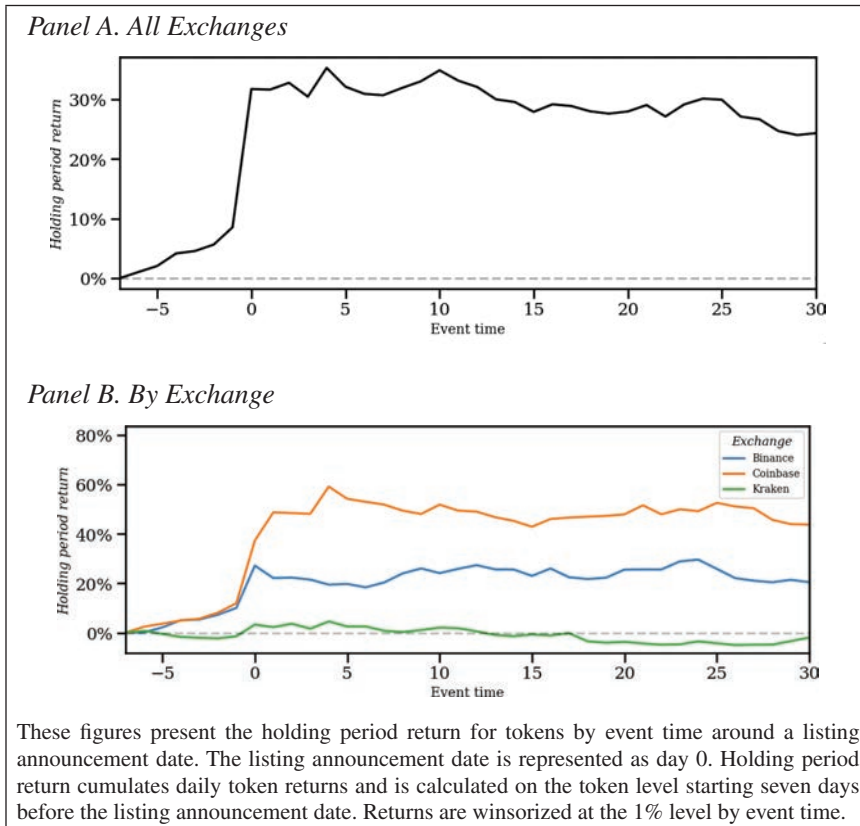 Panel A. All Exchanges
30%
20%
10%
0%
Holding period return
−5
0
5
10
15
20
25
30
Event time
Panel B. By Exchange
80%
60%
40%
20%
0%
Holding period return
Exchange
Binance
Coinbase
Kraken
−5
0
5
10
15
20
25
30
Event time
These figures present the holding period return for tokens by event time around a listing
announcement date. The listing announcement date is represented as day 0. Holding period
return cumulates daily token returns and is calculated on the token level starting seven days
before the listing announcement date. Returns are winsorized at the 1% level by event time.